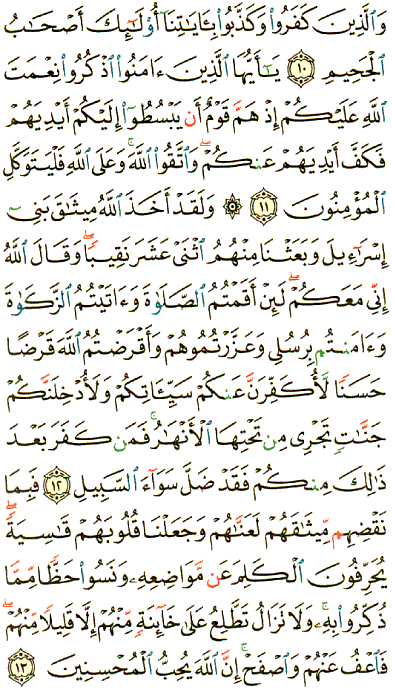 وَٱلَّذِينَ كَفَرُوا۟ وَكَذَّبُوا۟ بِـَٔايَـٰتِنَآ أُو۟لَـٰٓئِكَ أَصْحَـٰبُ
ٱلْجَحِيمِ ١٠ يَـٰٓأَيُّهَا ٱلَّذِينَ ءَامَنُوا۟ ٱذْكُرُوا۟ نِعْمَتَ
ٱللَّهِ عَلَيْكُمْ إِذْ هَمَّ قَوْمٌ أَن يَبْسُطُوٓا۟ إِلَيْكُمْ أَيْدِيَهُمْ
فَكَفَّ أَيْدِيَهُمْ عَنكُمْ ۖ وَٱتَّقُوا۟ ٱللَّهَ ۚ وَعَلَى ٱللَّهِ فَلْيَتَوَكَّلِ
ٱلْمُؤْمِنُونَ ١١ ۞ وَلَقَدْ أَخَذَ ٱللَّهُ مِيثَـٰقَ بَنِىٓ
إِسْرَٰٓءِيلَ وَبَعَثْنَا مِنْهُمُ ٱثْنَىْ عَشَرَ نَقِيبًا ۖ وَقَالَ ٱللَّهُ
إِنِّى مَعَكُمْ ۖ لَئِنْ أَقَمْتُمُ ٱلصَّلَوٰةَ وَءَاتَيْتُمُ ٱلزَّكَوٰةَ
وَءَامَنتُم بِرُسُلِى وَعَزَّرْتُمُوهُمْ وَأَقْرَضْتُمُ ٱللَّهَ قَرْضًا
حَسَنًا لَّأُكَفِّرَنَّ عَنكُمْ سَيِّـَٔاتِكُمْ وَلَأُدْخِلَنَّكُمْ
جَنَّـٰتٍ تَجْرِى مِن تَحْتِهَا ٱلْأَنْهَـٰرُ ۚ فَمَن كَفَرَ بَعْدَ
ذَٰلِكَ مِنكُمْ فَقَدْ ضَلَّ سَوَآءَ ٱلسَّبِيلِ ١٢ فَبِمَا
نَقْضِهِم مِّيثَـٰقَهُمْ لَعَنَّـٰهُمْ وَجَعَلْنَا قُلُوبَهُمْ قَـٰسِيَةً ۖ
يُحَرِّفُونَ ٱلْكَلِمَ عَن مَّوَاضِعِهِۦ ۙ وَنَسُوا۟ حَظًّا مِّمَّا
ذُكِّرُوا۟ بِهِۦ ۚ وَلَا تَزَالُ تَطَّلِعُ عَلَىٰ خَآئِنَةٍ مِّنْهُمْ إِلَّا قَلِيلًا مِّنْهُمْ ۖ
فَٱعْفُ عَنْهُمْ وَٱصْفَحْ ۚ إِنَّ ٱللَّهَ يُحِبُّ ٱلْمُحْسِنِينَ ١٣